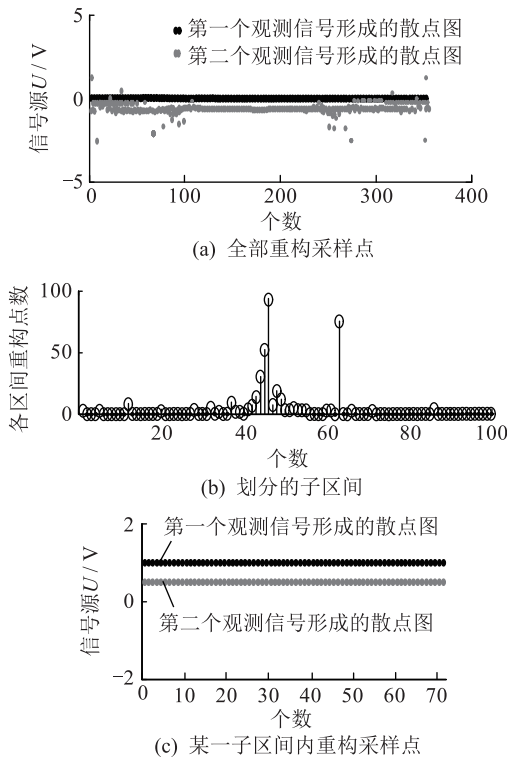 5
第一个观测信号形成的散点图
第二个观测信号形成的散点图
信号源U / V
0
−5
0 100 200 300 400
个数
(a) 全部重构采样点
100
各区间重构点数
50
0
20 40 60 80 100
个数
(b) 划分的子区间
2
第一个观测信号形成的散点图
信号源U / V
0
第二个观测信号形成的散点图
−2
0 10 20 30 40 50 60 70
个数
(c) 某一子区间内重构采样点